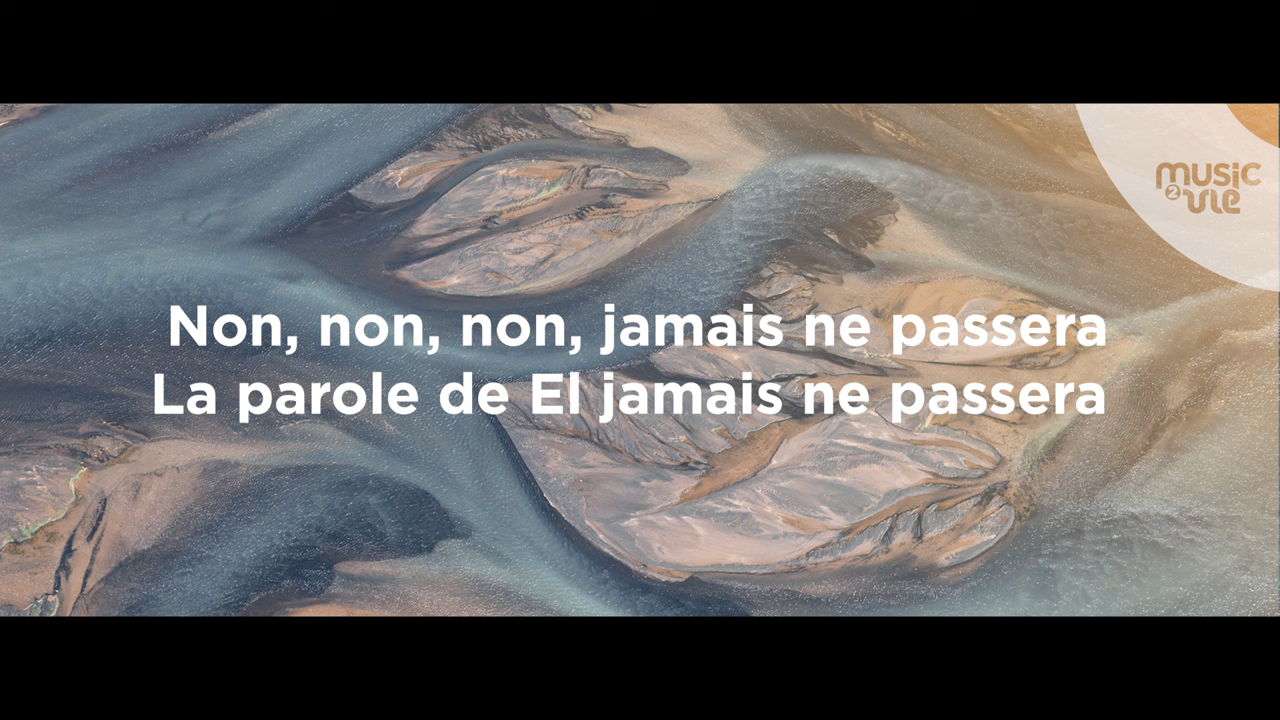 music
2 vie
Non, non, non, jamais ne passera
La parole de El jamais ne passera